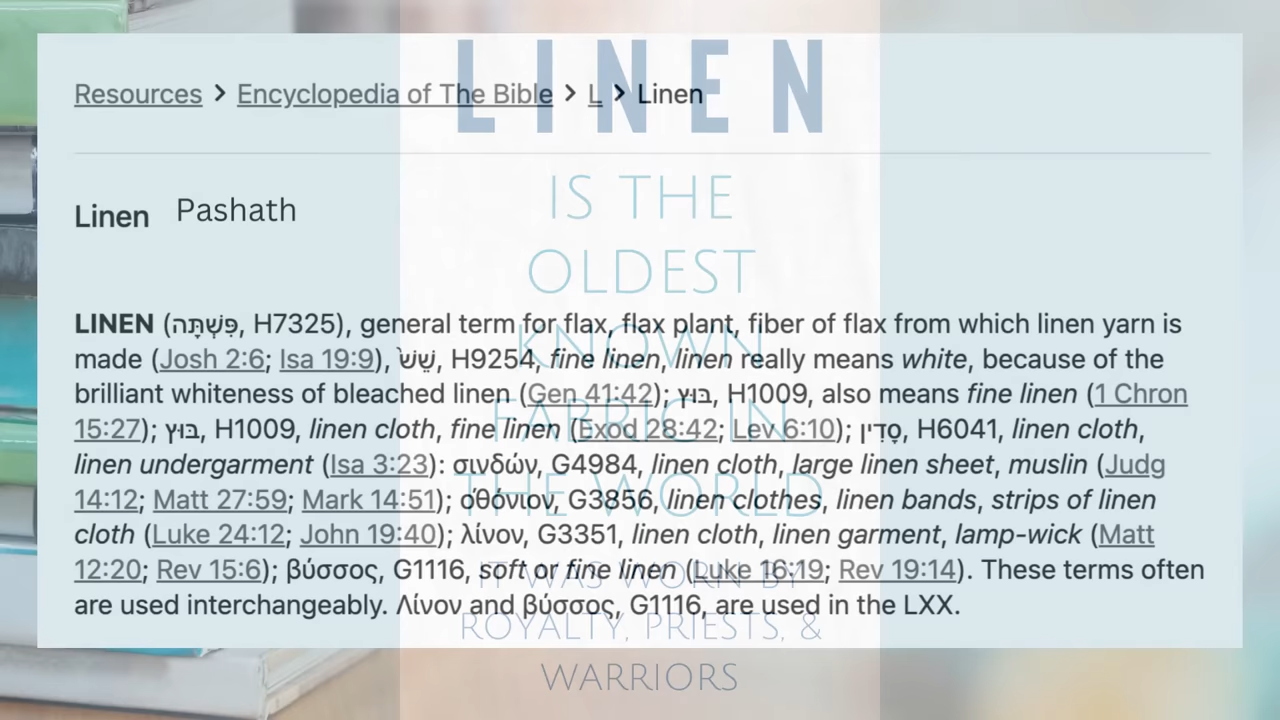 Resources > Encyclopedia of The Bible > L > Linen
Linen Pashath
LINEN (פִּשְׁתָּה, H7325), general term for flax, flax plant, fiber of flax from which linen yarn is
made (Josh 2:6; Isa 19:9), שֵׁשׁ֒, H9254, fine linen, linen really means white, because of the
brilliant whiteness of bleached linen (Gen 41:42); בּוּץ, H1009, also means fine linen (1 Chron
15:27); בּוּץ, H1009, linen cloth, fine linen (Exod 28:42; Lev 6:10); סָדִין, H6041, linen cloth,
linen undergarment (Isa 3:23): σινδών, G4984, linen cloth, large linen sheet, muslin (Judg
14:12; Matt 27:59; Mark 14:51); ὀθόνιον, G3856, linen clothes, linen bands, strips of linen
cloth (Luke 24:12; John 19:40); λίνον, G3351, linen cloth, linen garment, lamp-wick (Matt
12:20; Rev 15:6); βύσσος, G1116, soft or fine linen (Luke 16:19; Rev 19:14). These terms often
are used interchangeably. Λίνον and βύσσος, G1116, are used in the LXX.
LINEN
IS THE
OLDEST
KNOWN
FABRIC IN
THE WORLD
IT WAS WORN BY
ROYALTY, PRIESTS, &
WARRIORS